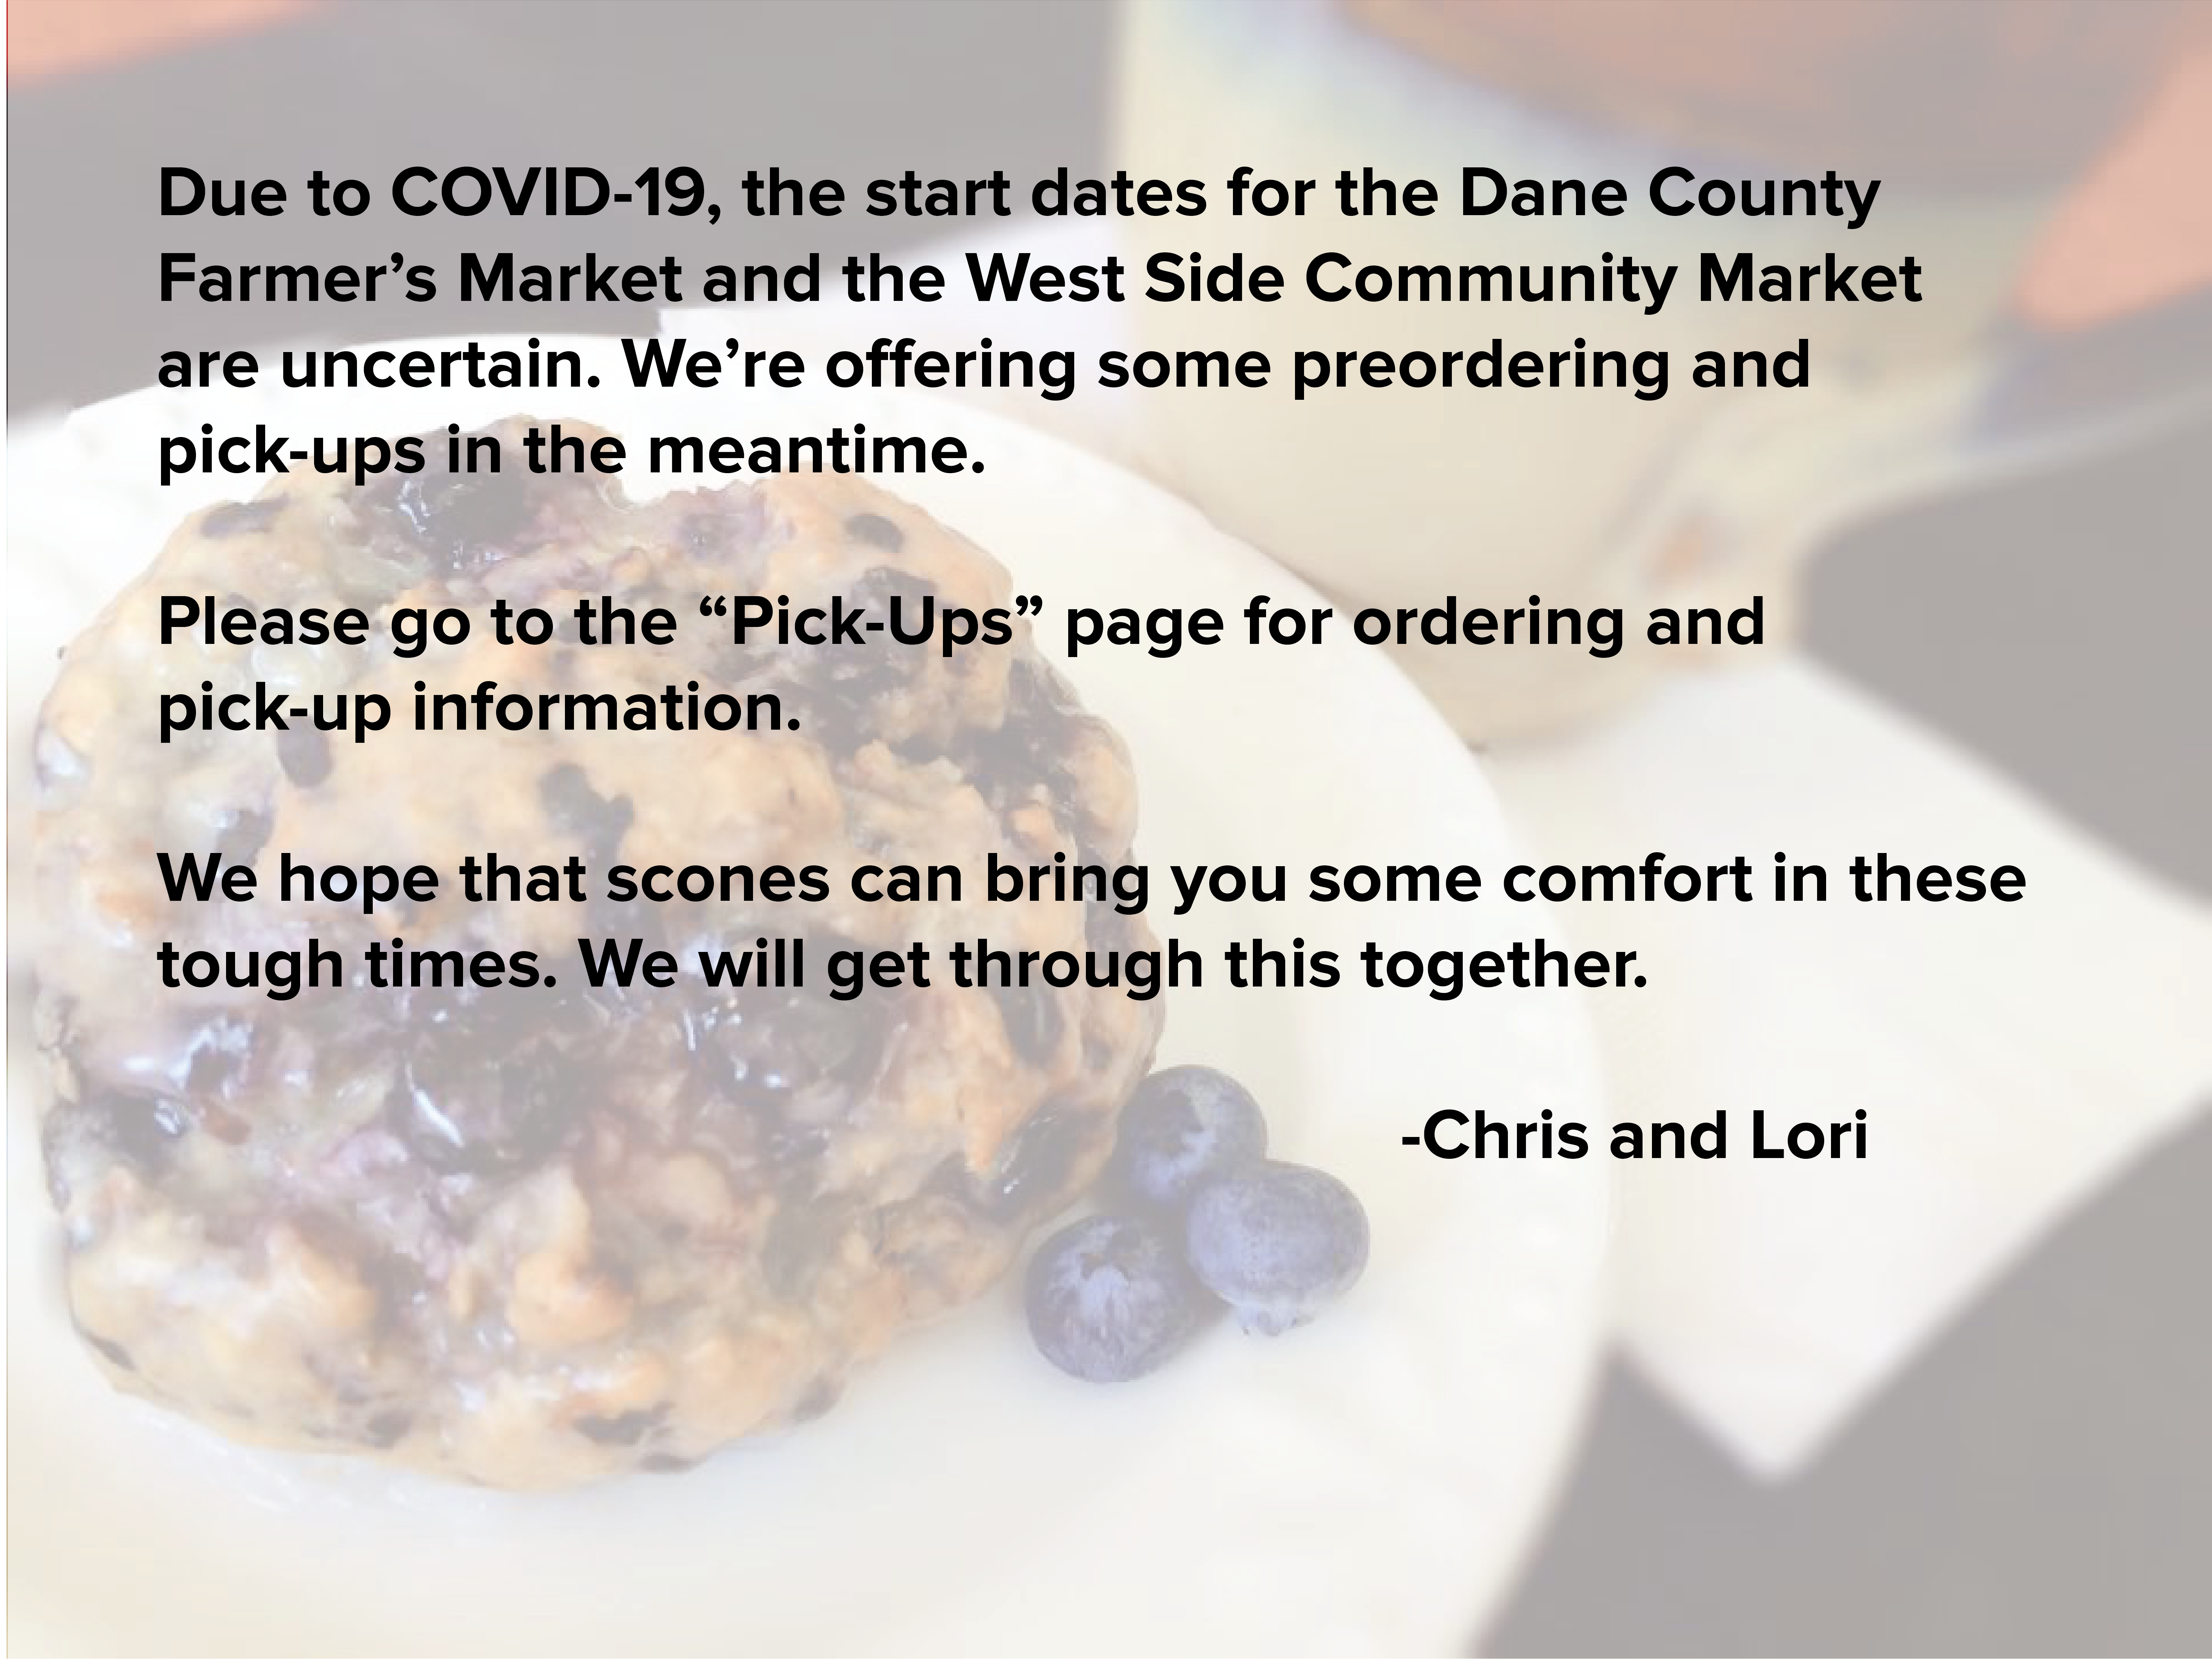 Due to COVID-19, the start dates for the Dane County
Farmer’s Market and the West Side Community Market
are uncertain. We’re offering some preordering and
pick-ups in the meantime.
Please go to the “Pick-Ups” page for ordering and
pick-up information.
We hope that scones can bring you some comfort in these
tough times. We will get through this together.
-Chris and Lori